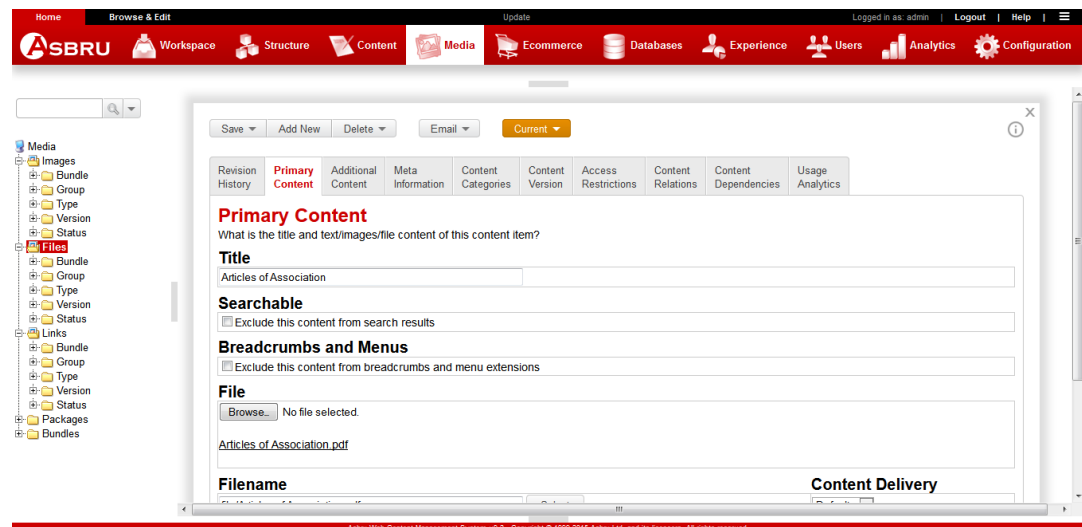 Home Browse & Edit Update Logged in as: admin | Logout | Help |
ASBRU Workspace Structure Content Media Ecommerce Databases Experience Users Analytics Configuration
X
Save Add New Delete Email Current
Media
Images
Bundle
Group
Type
Version
Status
Files
Bundle
Group
Type
Version
Status
Links
Bundle
Group
Type
Version
Status
Packages
Bundles
Revision History
Primary Content
Additional Content
Meta Information
Content Categories
Content Version
Access Restrictions
Content Relations
Content Dependencies
Usage Analytics
Primary Content
What is the title and text/images/file content of this content item?
Title
Articles of Association
Searchable
Exclude this content from search results
Breadcrumbs and Menus
Exclude this content from breadcrumbs and menu extensions
File
Browse... No file selected.
Articles of Association.pdf
Filename Content Delivery